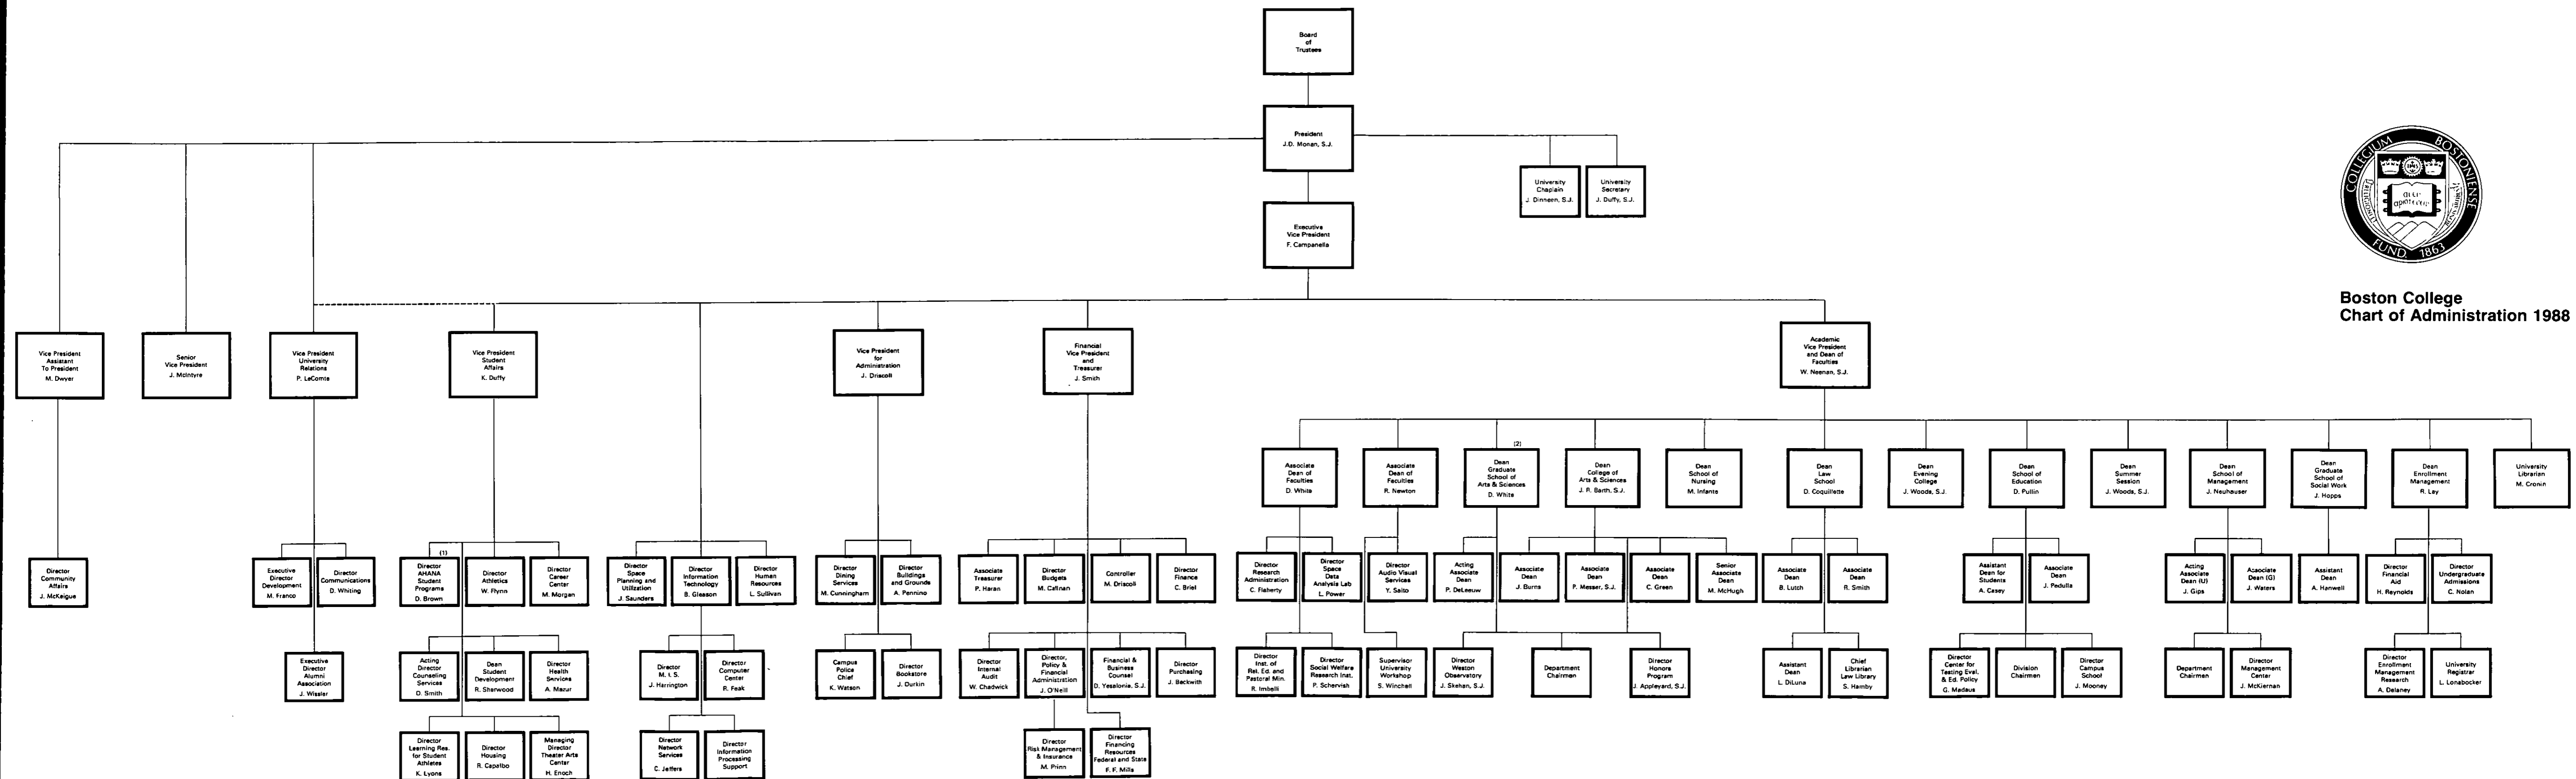 Board
of
Trustees
President
J.D. Monan, S.J.
University
Chaplain
J. Dinneen, S.J.
University
Secretary
J. Duffy, S.J.
Executive
Vice President
F. Campanella
COLLEGIUM BOSTONIENSE
FUND. 1863
Boston College
Chart of Administration 1988
Vice President
Assistant
To President
M. Dwyer
Senior
Vice President
J. McIntyre
Vice President
University
Relations
P. LeComte
Vice President
Student
Affairs
K. Duffy
Vice President
for
Administration
J. Driscoll
Financial
Vice President
and
Treasurer
J. Smith
Academic
Vice President
and Dean of
Faculties
W. Neenan, S.J.
Associate
Dean of
Faculties
D. White
Associate
Dean of
Faculties
R. Newton
(2)
Dean
Graduate
School of
Arts & Sciences
D. White
Dean
College of
Arts & Sciences
J. R. Barth, S.J.
Dean
School of
Nursing
M. Infante
Dean
Law
School
D. Coquillette
Dean
Evening
College
J. Woods, S.J.
Dean
School of
Education
D. Pullin
Dean
Summer
Session
J. Woods, S.J.
Dean
School of
Management
J. Neuhauser
Dean
Graduate
School of
Social Work
J. Hopps
Dean
Enrollment
Management
R. Lay
University
Librarian
M. Cronin
Director
Community
Affairs
J. McKeigue
Executive
Director
Development
M. Franco
Director
Communications
D. Whiting
(1)
Director
AHANA
Student
Programs
D. Brown
Director
Athletics
W. Flynn
Director
Career
Center
M. Morgan
Director
Space
Planning and
Utilization
J. Saunders
Director
Information
Technology
B. Gleason
Director
Human
Resources
L. Sullivan
Director
Dining
Services
M. Cunningham
Director
Buildings
and Grounds
A. Pennino
Associate
Treasurer
P. Haran
Director
Budgets
M. Callnan
Controller
M. Driscoll
Director
Finance
C. Briel
Director
Research
Administration
C. Flaherty
Director
Space
Data
Analysis Lab
L. Power
Director
Audio Visual
Services
Y. Saito
Acting
Associate
Dean
P. DeLeeuw
Associate
Dean
J. Burns
Associate
Dean
P. Messer, S.J.
Associate
Dean
C. Green
Senior
Associate
Dean
M. McHugh
Associate
Dean
B. Lutch
Associate
Dean
R. Smith
Assistant
Dean for
Students
A. Casey
Associate
Dean
J. Pedulla
Acting
Associate
Dean (U)
J. Gips
Associate
Dean (G)
J. Waters
Assistant
Dean
A. Hanwell
Director
Financial
Aid
H. Reynolds
Director
Undergraduate
Admissions
C. Nolan
Executive
Director
Alumni
Association
J. Wissler
Acting
Director
Counseling
Services
D. Smith
Dean
Student
Development
R. Sherwood
Director
Health
Services
A. Mazur
Director
M. I. S.
J. Harrington
Director
Computer
Center
R. Feak
Campus
Police
Chief
K. Watson
Director
Bookstore
J. Durkin
Director
Internal
Audit
W. Chadwick
Director,
Policy &
Financial
Administration
J. O'Neill
Financial &
Business
Counsel
D. Yesalonia, S.J.
Director
Purchasing
J. Beckwith
Director
Inst. of
Rel. Ed. and
Pastoral Min.
R. Imbelli
Director
Social Welfare
Research Inst.
P. Schervish
Supervisor
University
Workshop
S. Winchell
Director
Weston
Observatory
J. Skehan, S.J.
Department
Chairmen
Director
Honors
Program
J. Appleyard, S.J.
Assistant
Dean
L. DiLuna
Chief
Librarian
Law Library
S. Hamby
Director
Center for
Testing Eval.
& Ed. Policy
G. Madaus
Division
Chairmen
Director
Campus
School
J. Mooney
Department
Chairmen
Director
Management
Center
J. McKiernan
Director
Enrollment
Management
Research
A. Delaney
University
Registrar
L. Lonabocker
Director
Learning Res.
for Student
Athletes
K. Lyons
Director
Housing
R. Capalbo
Managing
Director
Theater Arts
Center
H. Enoch
Director
Network
Services
C. Jeffers
Director
Information
Processing
Support
Director
Risk Management
& Insurance
M. Prinn
Director
Financing
Resources
Federal and State
F. F. Mills